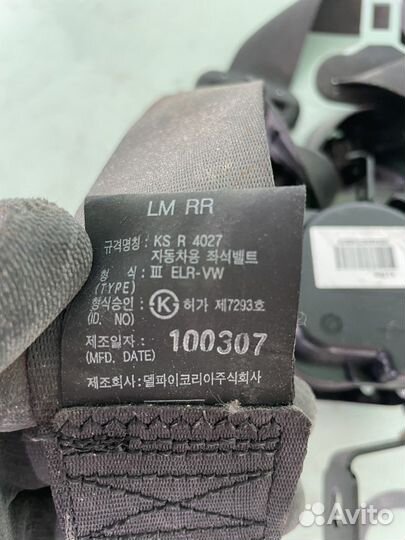 LM RR
규격명칭 : KS R 4027
자동차용 좌석벨트
형 식 : Ⅲ ELR-VW
(TYPE)
형식승인 : Ⓚ 허가 제7293호
(ID. NO)
제조일자 : 100307
(MFD. DATE)
제조회사 : 델파이코리아주식회사
Avito